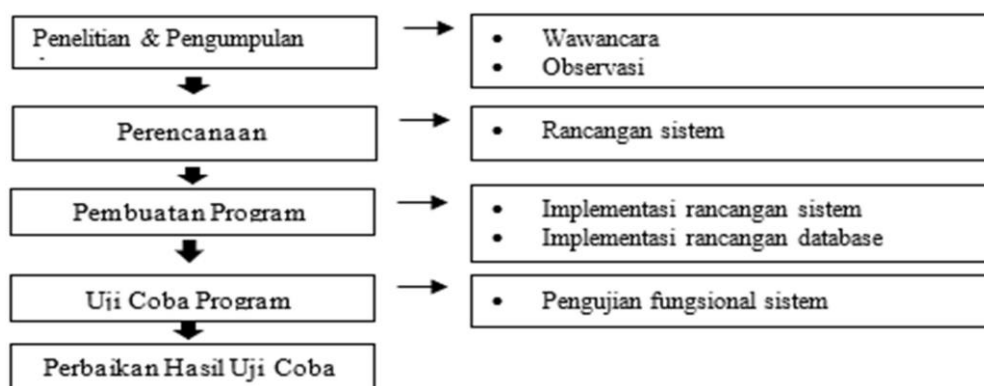 Penelitian & Pengumpulan
• Wawancara
• Observasi
Perencanaan
• Rancangan sistem
Pembuatan Program
• Implementasi rancangan sistem
• Implementasi rancangan database
Uji Coba Program
• Pengujian fungsional sistem
Perbaikan Hasil Uji Coba